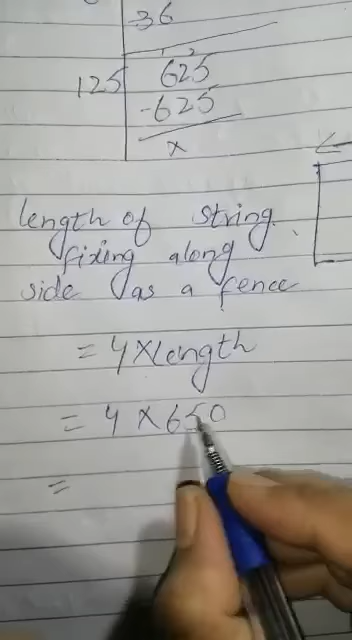 36
125 625
-625
x
length of string
fixing along
side as a fence
= 4×length
= 4 × 650
=